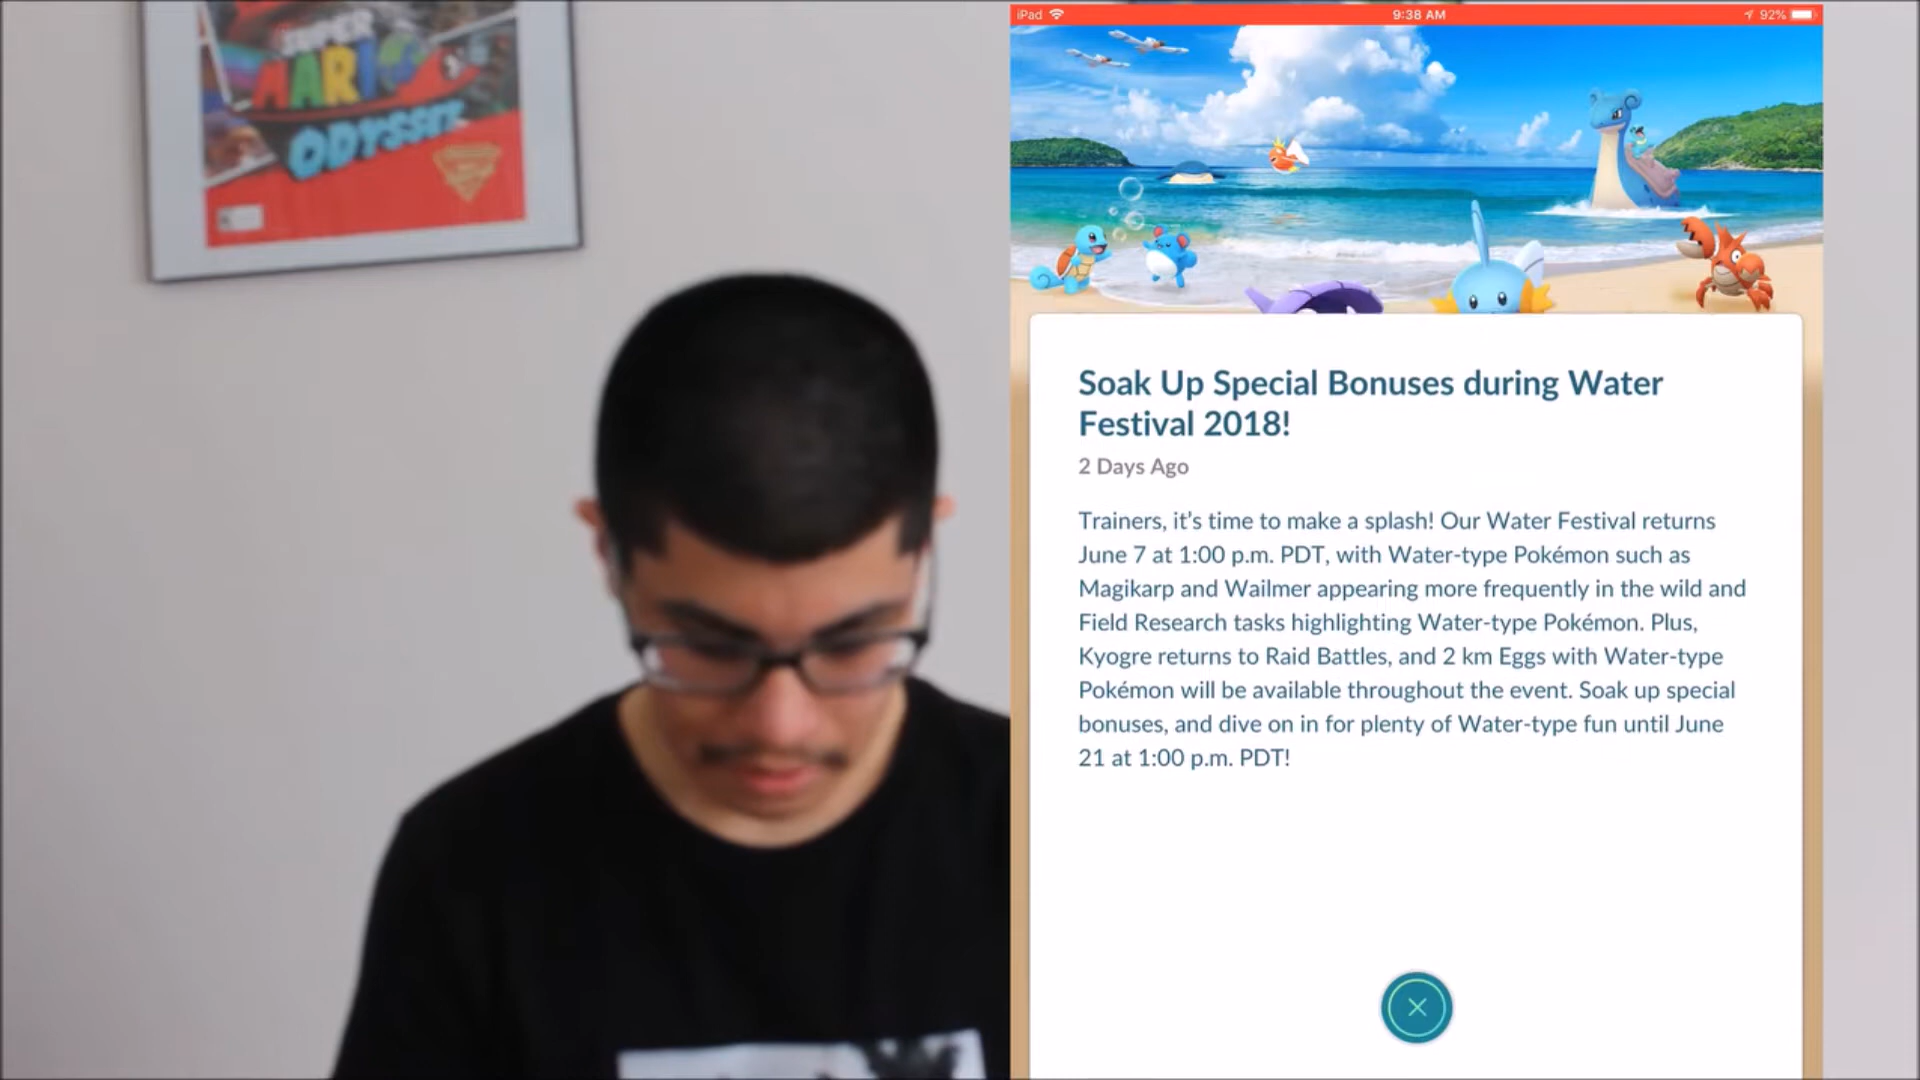 SUPER
MARIO
ODYSSEY
iPad
9:38 AM
92%
Soak Up Special Bonuses during Water
Festival 2018!
2 Days Ago
Trainers, it's time to make a splash! Our Water Festival returns
June 7 at 1:00 p.m. PDT, with Water-type Pokémon such as
Magikarp and Wailmer appearing more frequently in the wild and
Field Research tasks highlighting Water-type Pokémon. Plus,
Kyogre returns to Raid Battles, and 2 km Eggs with Water-type
Pokémon will be available throughout the event. Soak up special
bonuses, and dive on in for plenty of Water-type fun until June
21 at 1:00 p.m. PDT!